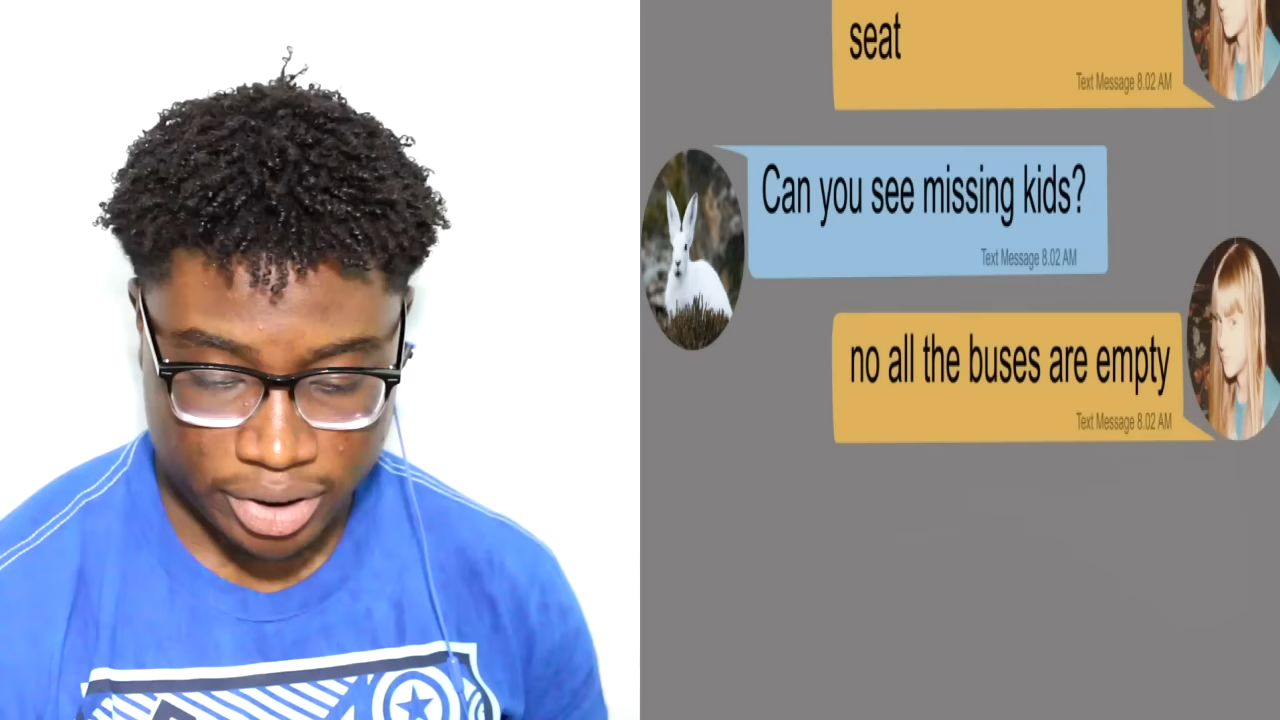 seat
Text Message 8.02 AM
Can you see missing kids?
Text Message 8.02 AM
no all the buses are empty
Text Message 8.02 AM